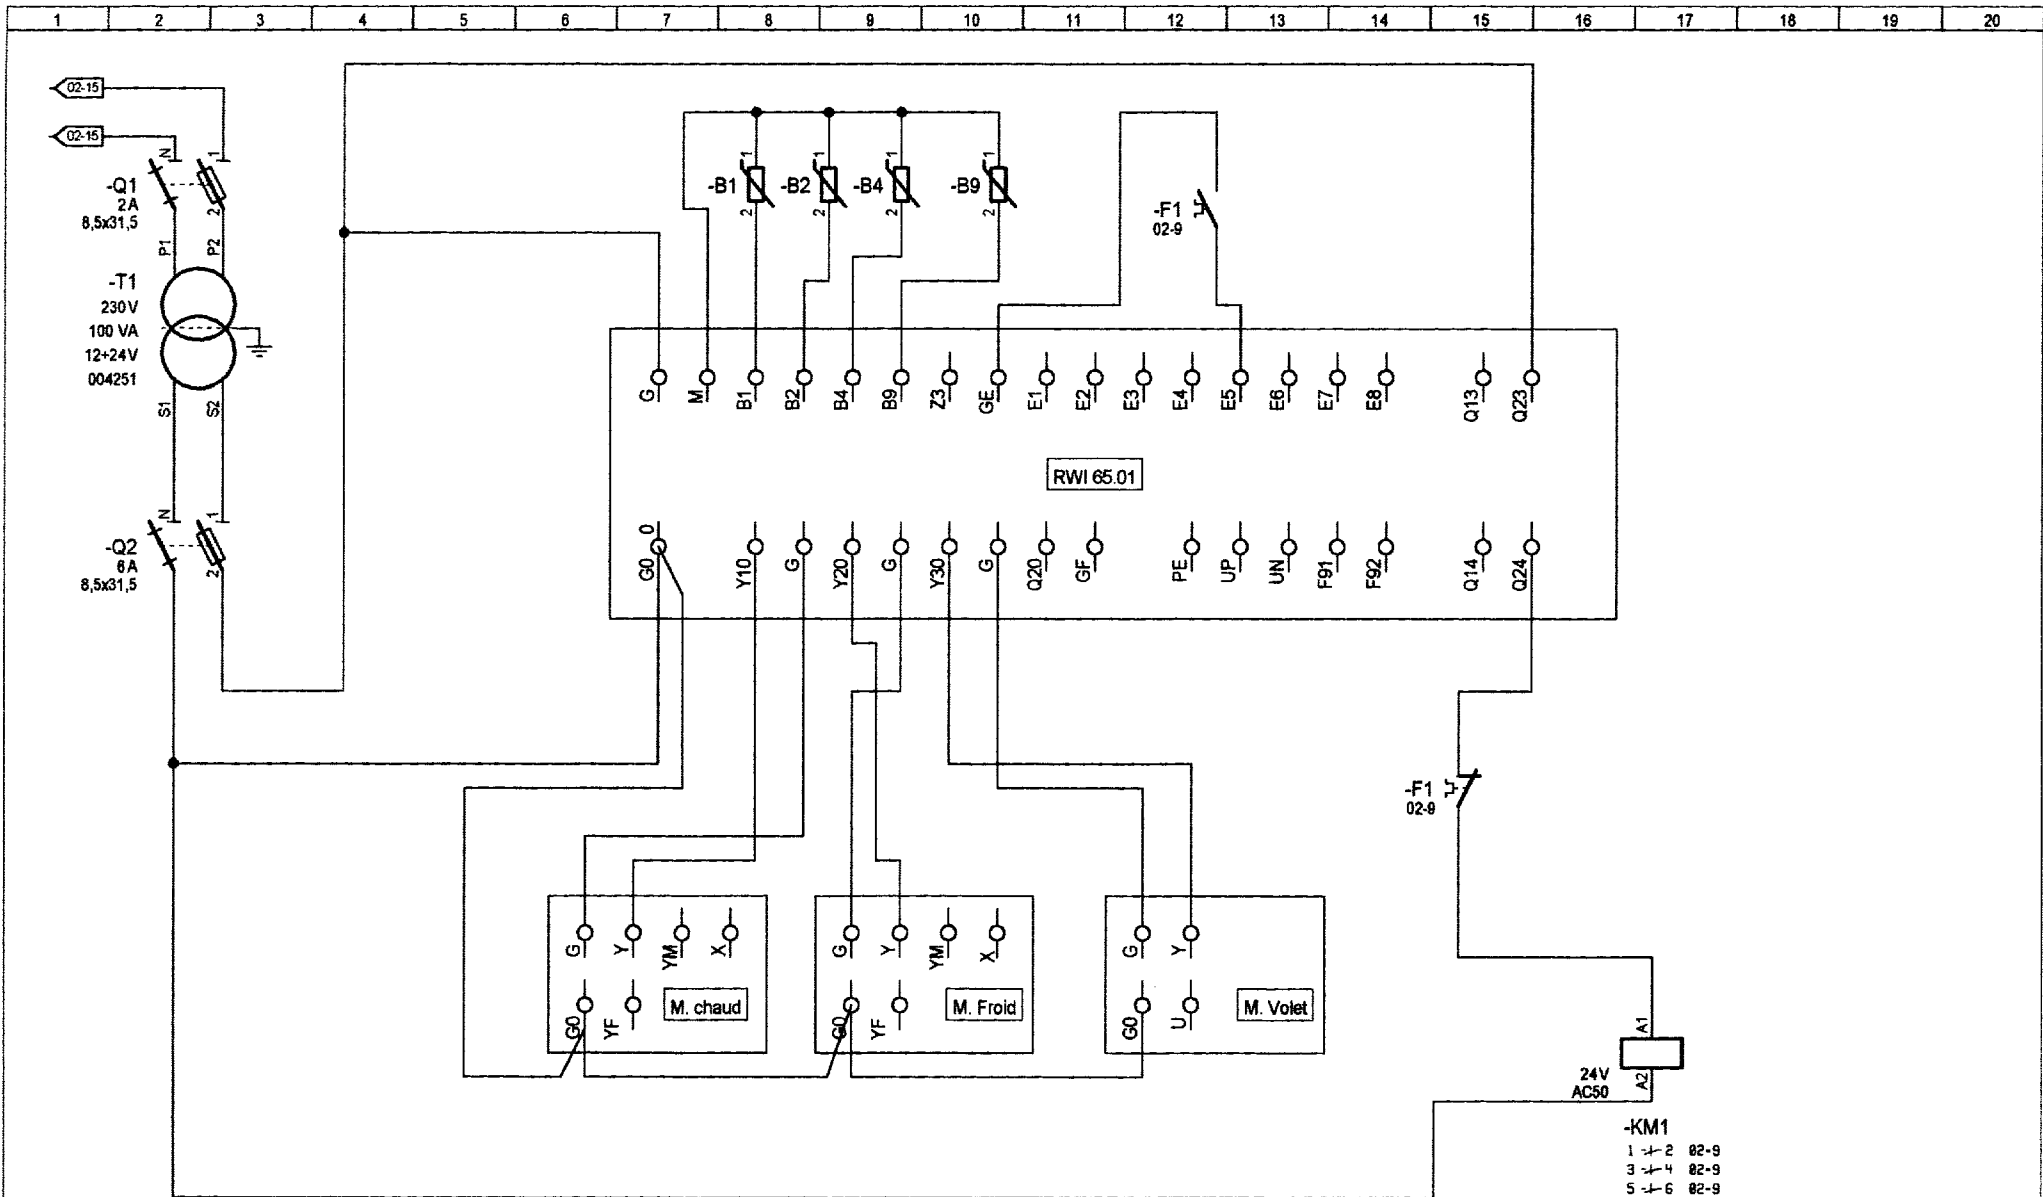 1 2 3 4 5 6 7 8 9 10 11 12 13 14 15 16 17 18 19 20
02-15
02-15
N 1
-Q1
2A
8,5x31,5
2
P1 P2
-T1
230V
100 VA
12+24V
004251
S1 S2
N 1
-Q2
6A
8,5x31,5
2
1 1 1 1
-B1 -B2 -B4 -B9
2 2 2 2
-F1
02-9
G M B1 B2 B4 B9 Z3 GE E1 E2 E3 E4 E5 E6 E7 E8 Q13 Q23
RWI 65.01
0
G0 Y10 G Y20 G Y30 G Q20 GF PE UP UN F91 F92 Q14 Q24
-F1
02-9
G Y YM X
G0 YF
M. chaud
G Y YM X
G0 YF
M. Froid
G Y
G0 U
M. Volet
A1
24V
AC50
A2
-KM1
1 2 02-9
3 4 02-9
5 6 02-9